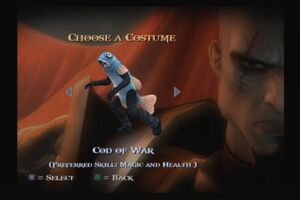 Choose a Costume
Cod of War
(Preferred Skill: Magic and Health)
= Select = Back